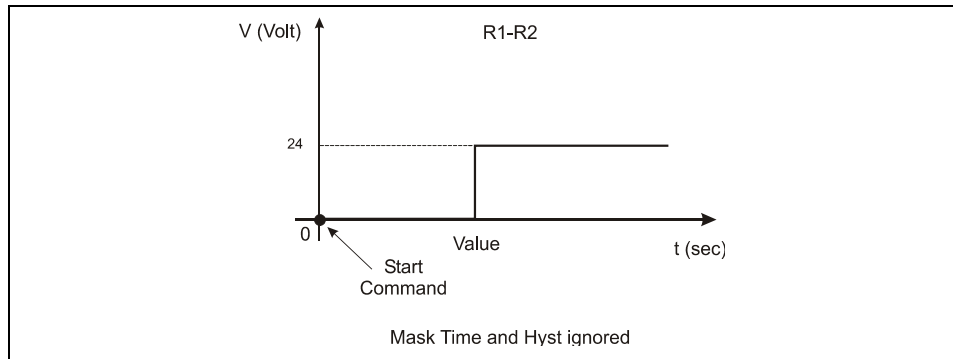 V (Volt)
R1-R2
24
0
Value
t (sec)
Start
Command
Mask Time and Hyst ignored